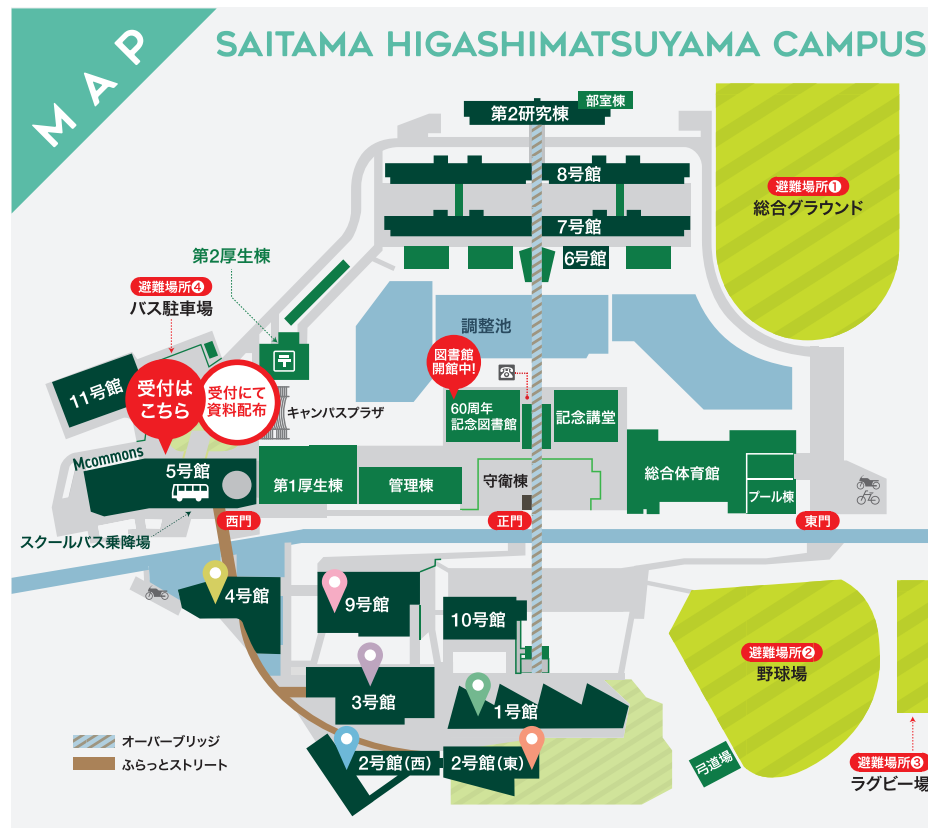 MAP
SAITAMA HIGASHIMATSUYAMA CAMPUS
部室棟
第2研究棟
8号館
避難場所❶
総合グラウンド
7号館
第2厚生棟
6号館
避難場所❹
バス駐車場
調整池
図書館
開館中!
11号館
受付は
こちら
受付にて
資料配布
キャンパスプラザ
60周年
記念図書館
記念講堂
Mcommons
5号館
第1厚生棟
管理棟
守衛棟
総合体育館
プール棟
西門
正門
東門
スクールバス乗降場
4号館
9号館
10号館
避難場所❷
野球場
3号館
1号館
オーバーブリッジ
ふらっとストリート
2号館(西)
2号館(東)
弓道場
避難場所❸
ラグビー場